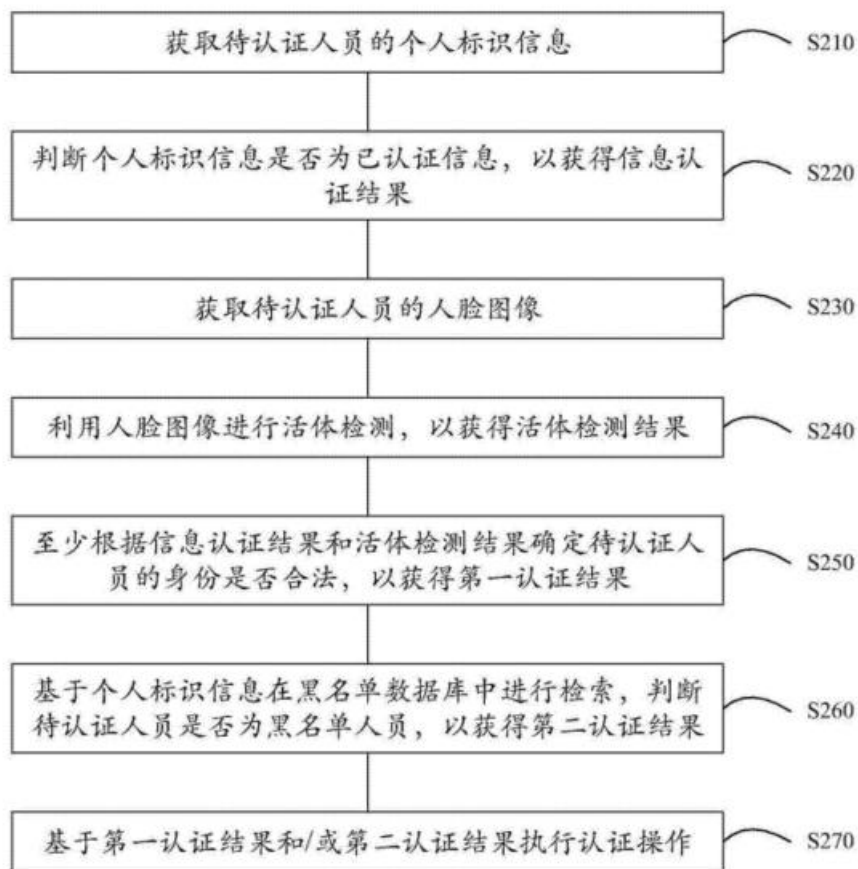 获取待认证人员的个人标识信息
S210
判断个人标识信息是否为已认证信息，以获得信息认
证结果
S220
获取待认证人员的人脸图像
S230
利用人脸图像进行活体检测，以获得活体检测结果
S240
至少根据信息认证结果和活体检测结果确定待认证人
员的身份是否合法，以获得第一认证结果
S250
基于个人标识信息在黑名单数据库中进行检索，判断
待认证人员是否为黑名单人员，以获得第二认证结果
S260
基于第一认证结果和/或第二认证结果执行认证操作
S270